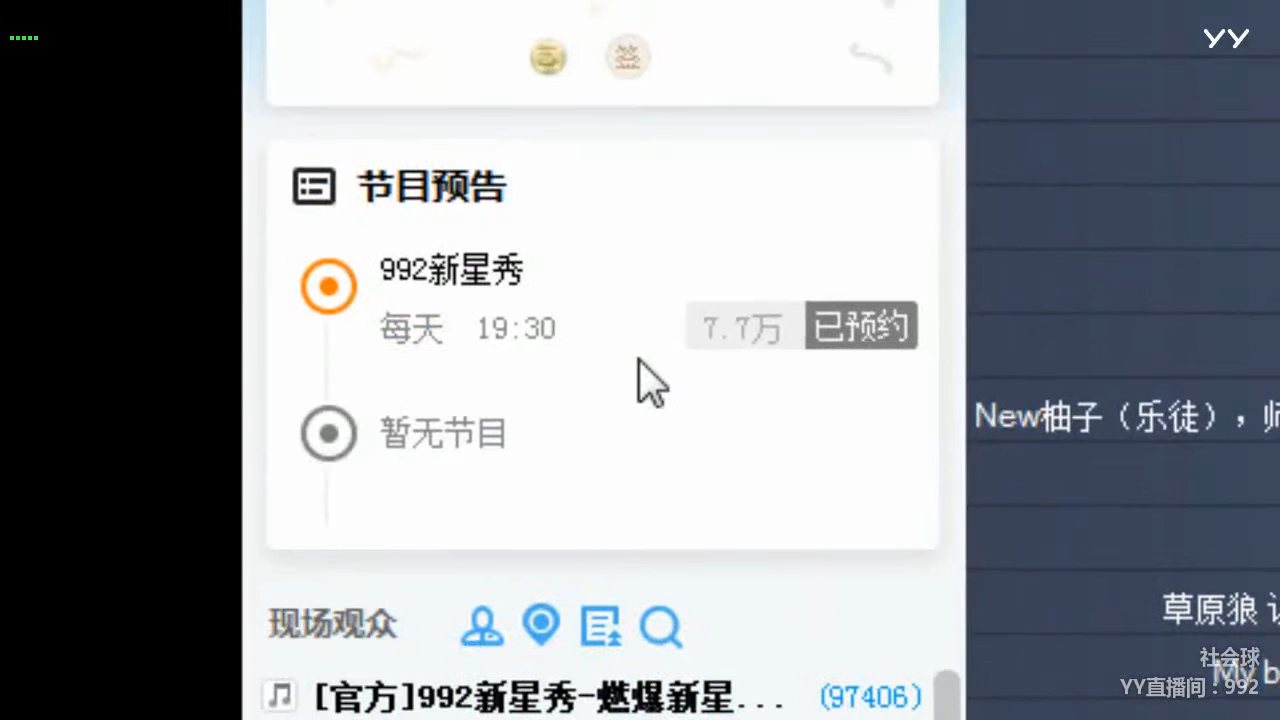 YY
节目预告
992新星秀
每天 19:30
7.7万 已预约
暂无节目
New柚子（乐徒），师
草原狼
现场观众
社会球
My b
YY直播间：992
[官方]992新星秀-燃爆新星... (97406)